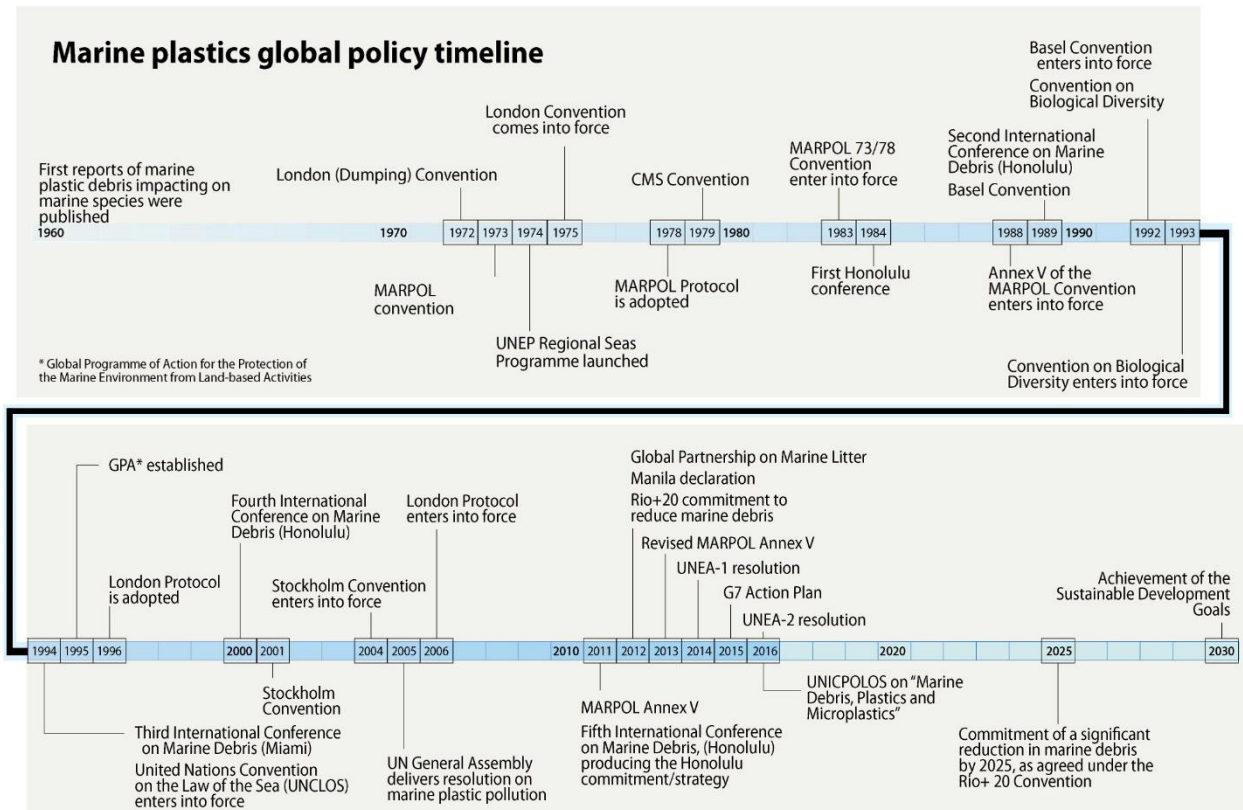 Marine plastics global policy timeline
First reports of marine
plastic debris impacting on
marine species were
published
London (Dumping) Convention
London Convention
comes into force
CMS Convention
MARPOL 73/78
Convention
enter into force
Second International
Conference on Marine
Debris (Honolulu)
Basel Convention
Basel Convention
enters into force
Convention on
Biological Diversity
1960
1970
1972
1973
1974
1975
1978
1979
1980
1983
1984
1988
1989
1990
1992
1993
MARPOL
convention
UNEP Regional Seas
Programme launched
MARPOL Protocol
is adopted
First Honolulu
conference
Annex V of the
MARPOL Convention
enters into force
Convention on Biological
Diversity enters into force
* Global Programme of Action for the Protection of
the Marine Environment from Land-based Activities
GPA* established
London Protocol
is adopted
Fourth International
Conference on Marine
Debris (Honolulu)
Stockholm Convention
enters into force
London Protocol
enters into force
Global Partnership on Marine Litter
Manila declaration
Rio+20 commitment to
reduce marine debris
Revised MARPOL Annex V
UNEA-1 resolution
G7 Action Plan
UNEA-2 resolution
Achievement of the
Sustainable Development
Goals
1994
1995
1996
2000
2001
2004
2005
2006
2010
2011
2012
2013
2014
2015
2016
2020
2025
2030
Third International Conference
on Marine Debris (Miami)
United Nations Convention
on the Law of the Sea (UNCLOS)
enters into force
Stockholm
Convention
UN General Assembly
delivers resolution on
marine plastic pollution
MARPOL Annex V
Fifth International Conference
on Marine Debris, (Honolulu)
producing the Honolulu
commitment/strategy
UNICPOLOS on “Marine
Debris, Plastics and
Microplastics”
Commitment of a significant
reduction in marine debris
by 2025, as agreed under the
Rio+ 20 Convention